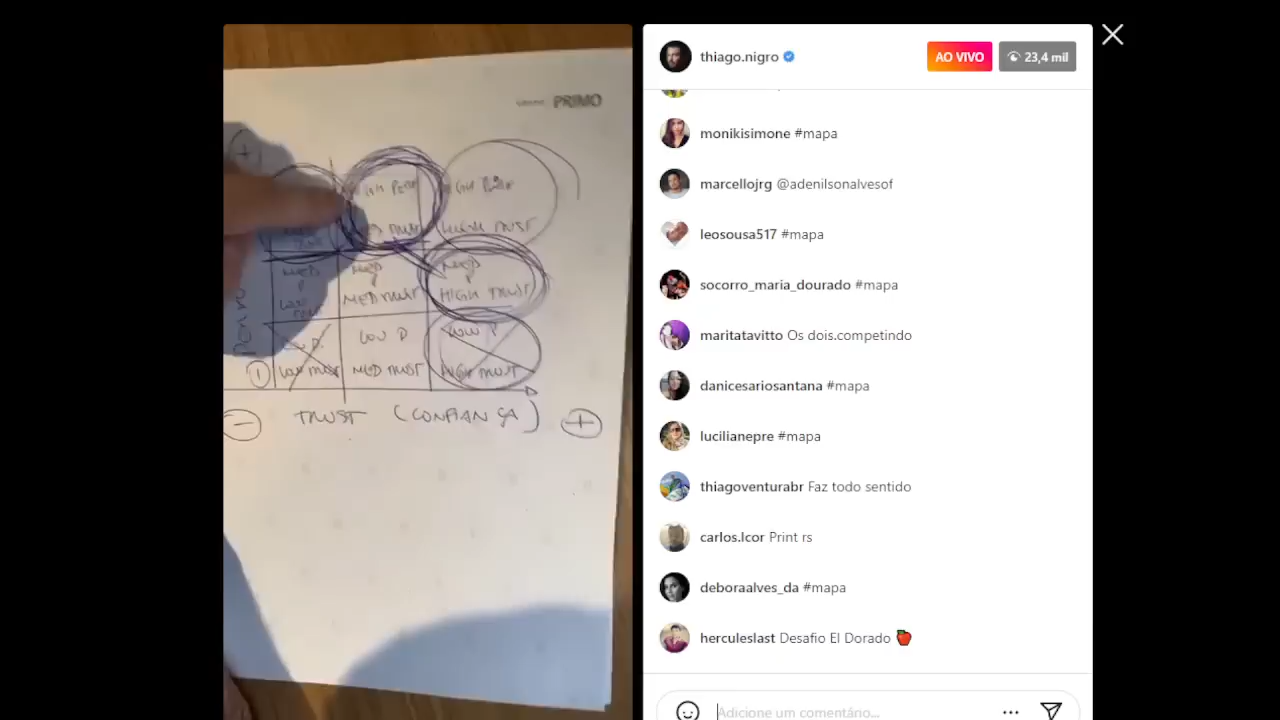 PRIMO
HIGH TRUST
MED
MED
MED
MED TRUST
HIGH TRUST
LOW P
LOW P
LOW TRUST
MED TRUST
HIGH TRUST
TRUST (CONFIANÇA)
thiago.nigro
AO VIVO
23,4 mil
monikisimone #mapa
marcellojrg @adenilsonalvesof
leosousa517 #mapa
socorro_maria_dourado #mapa
maritatavitto Os dois.competindo
danicesariosantana #mapa
lucilianepre #mapa
thiagoventurabr Faz todo sentido
carlos.lcor Print rs
deboraalves_da #mapa
herculeslast Desafio El Dorado
Adicione um comentário...